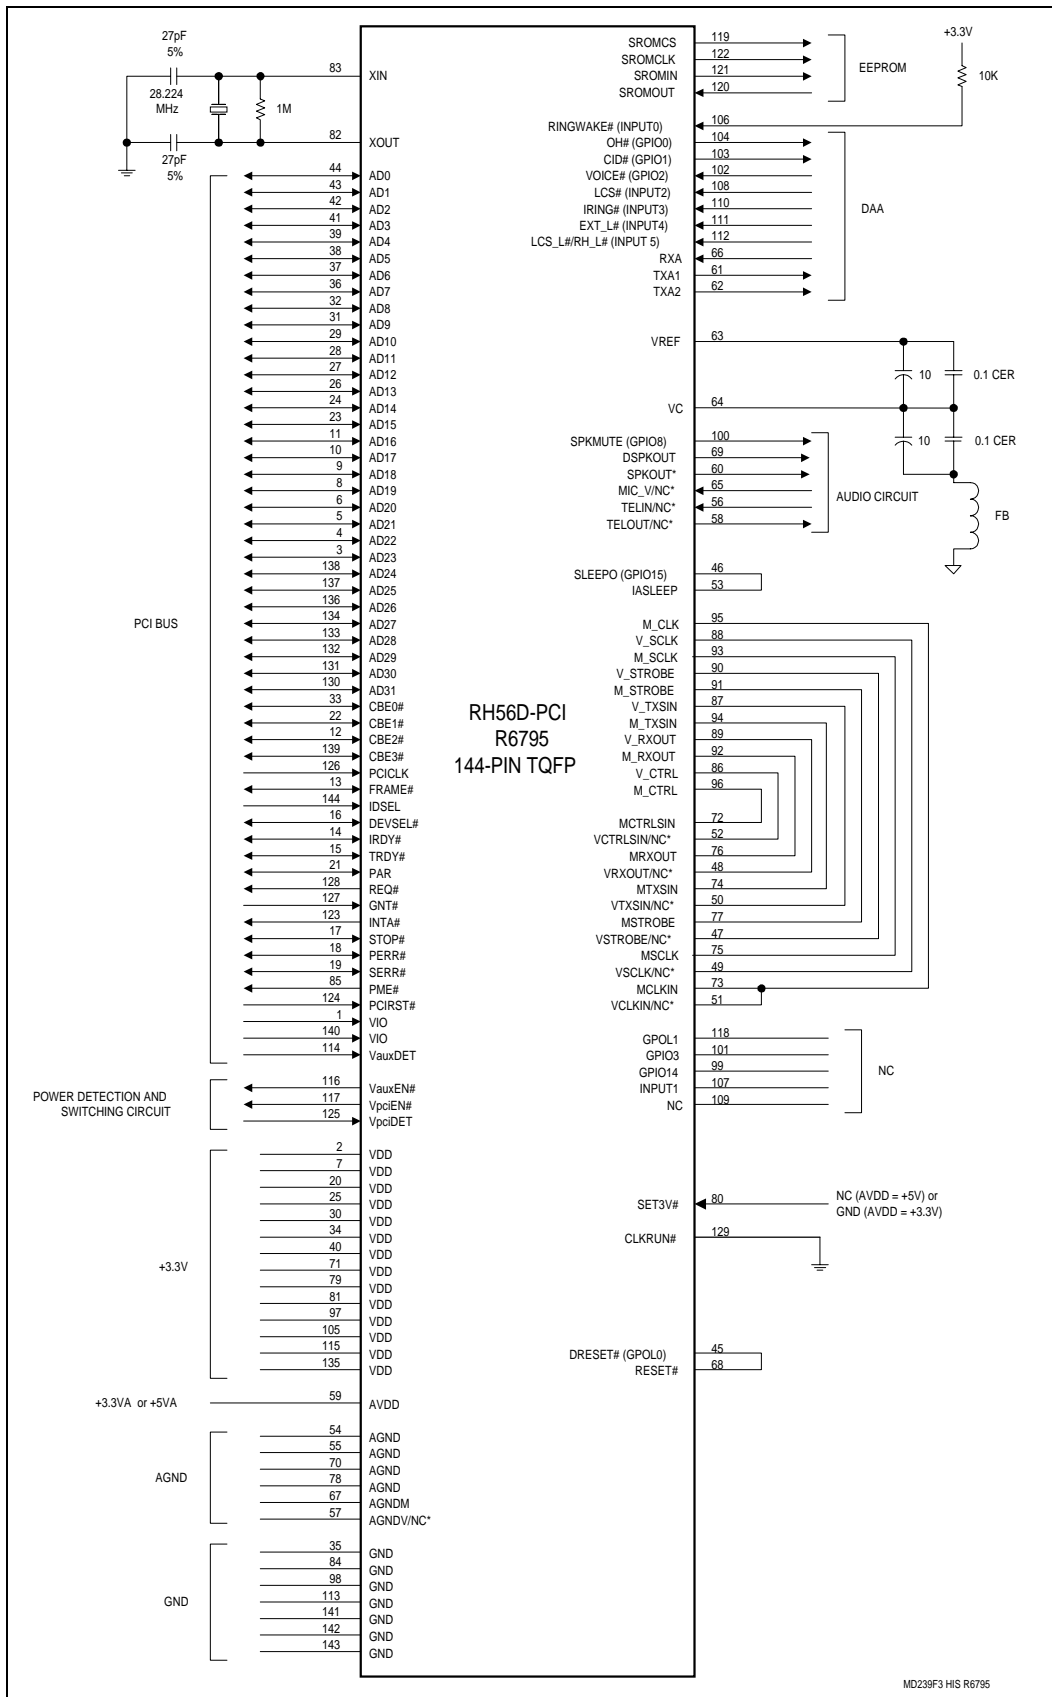 27pF
5%
83 XIN
28.224
MHz
1M
82 XOUT
27pF
5%
44 AD0
43 AD1
42 AD2
41 AD3
39 AD4
38 AD5
37 AD6
36 AD7
32 AD8
31 AD9
29 AD10
28 AD11
27 AD12
26 AD13
24 AD14
23 AD15
11 AD16
10 AD17
9 AD18
8 AD19
6 AD20
5 AD21
4 AD22
3 AD23
138 AD24
137 AD25
136 AD26
134 AD27
133 AD28
132 AD29
131 AD30
130 AD31
33 CBE0#
22 CBE1#
12 CBE2#
139 CBE3#
126 PCICLK
13 FRAME#
144 IDSEL
16 DEVSEL#
14 IRDY#
15 TRDY#
21 PAR
128 REQ#
127 GNT#
123 INTA#
17 STOP#
18 PERR#
19 SERR#
85 PME#
124 PCIRST#
1 VIO
140 VIO
114 VauxDET
PCI BUS
116 VauxEN#
117 VpciEN#
125 VpciDET
POWER DETECTION AND
SWITCHING CIRCUIT
2 VDD
7 VDD
20 VDD
25 VDD
30 VDD
34 VDD
40 VDD
71 VDD
79 VDD
81 VDD
97 VDD
105 VDD
115 VDD
135 VDD
+3.3V
+3.3VA or +5VA
59 AVDD
54 AGND
55 AGND
70 AGND
78 AGND
67 AGNDM
57 AGNDV/NC*
AGND
35 GND
84 GND
98 GND
113 GND
141 GND
142 GND
143 GND
GND
RH56D-PCI
R6795
144-PIN TQFP
SROMCS 119
SROMCLK 122
SROMIN 121
SROMOUT 120
EEPROM
+3.3V
10K
RINGWAKE# (INPUT0) 106
OH# (GPIO0) 104
CID# (GPIO1) 103
VOICE# (GPIO2) 102
LCS# (INPUT2) 108
IRING# (INPUT3) 110
EXT_L# (INPUT4) 111
LCS_L#/RH_L# (INPUT 5) 112
RXA 66
TXA1 61
TXA2 62
DAA
VREF 63
10
0.1 CER
VC 64
10
0.1 CER
FB
SPKMUTE (GPIO8) 100
DSPKOUT 69
SPKOUT* 60
MIC_V/NC* 65
TELIN/NC* 56
TELOUT/NC* 58
AUDIO CIRCUIT
SLEEPO (GPIO15) 46
IASLEEP 53
M_CLK 95
V_SCLK 88
M_SCLK 93
V_STROBE 90
M_STROBE 91
V_TXSIN 87
M_TXSIN 94
V_RXOUT 89
M_RXOUT 92
V_CTRL 86
M_CTRL 96
MCTRLSIN 72
VCTRLSIN/NC* 52
MRXOUT 76
VRXOUT/NC* 48
MTXSIN 74
VTXSIN/NC* 50
MSTROBE 77
VSTROBE/NC* 47
MSCLK 75
VSCLK/NC* 49
MCLKIN 73
VCLKIN/NC* 51
GPOL1 118
GPIO3 101
GPIO14 99
INPUT1 107
NC 109
NC
SET3V# 80
NC (AVDD = +5V) or
GND (AVDD = +3.3V)
CLKRUN# 129
DRESET# (GPOL0) 45
RESET# 68
MD239F3 HIS R6795